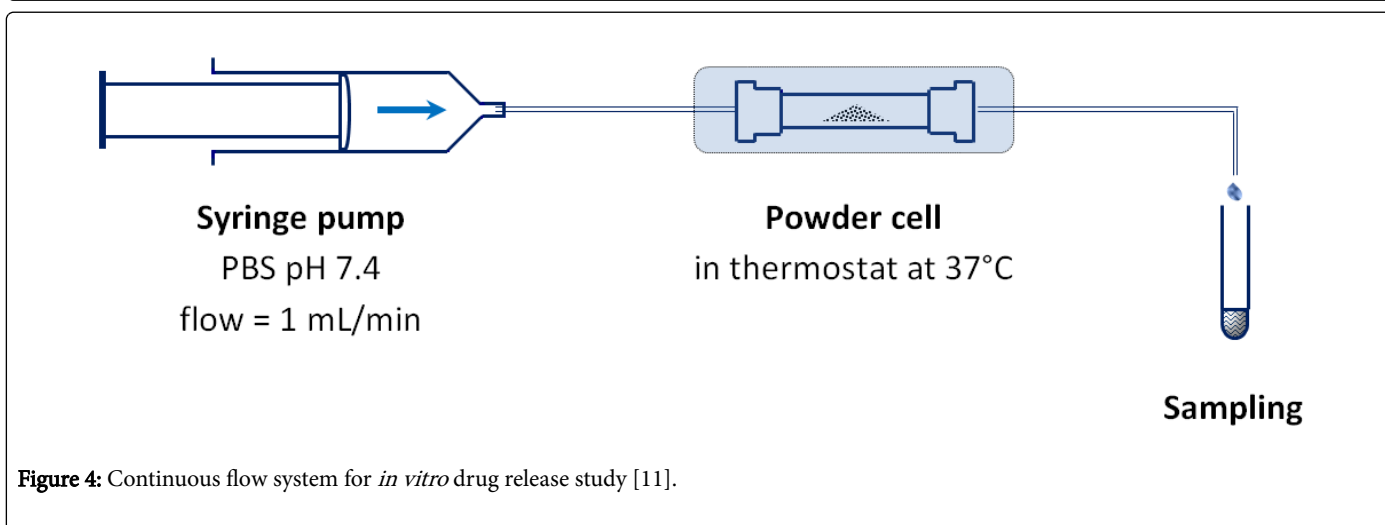 Syringe pump
PBS pH 7.4
flow = 1 mL/min
Powder cell
in thermostat at 37°C
Sampling
Figure 4: Continuous flow system for in vitro drug release study [11].